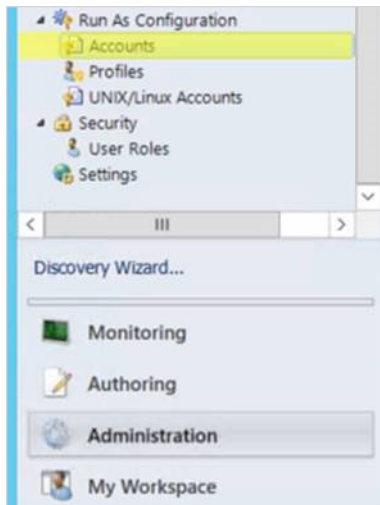 Run As Configuration
Accounts
Profiles
UNIX/Linux Accounts
Security
User Roles
Settings
Discovery Wizard...
Monitoring
Authoring
Administration
My Workspace